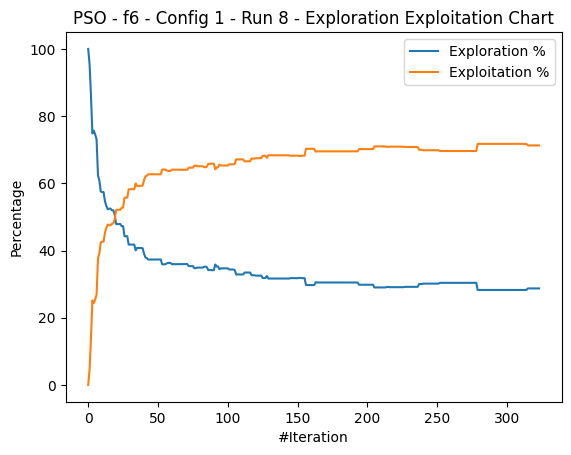 PSO - f6 - Config 1 - Run 8 - Exploration Exploitation Chart
Exploration %
Exploitation %
Percentage
100
80
60
40
20
0
0 50 100 150 200 250 300
#Iteration